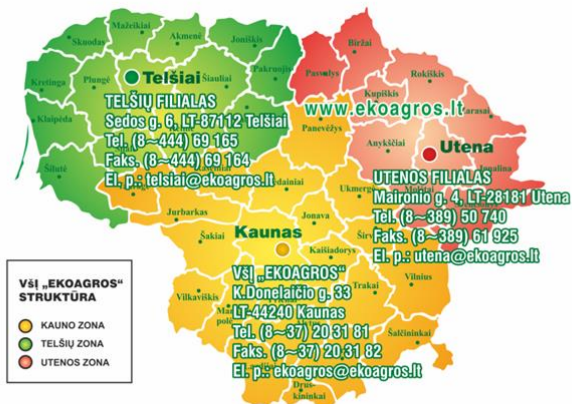 Mažeikiai
Skuodas
Akmenė
Joniškis
Biržai
Kretinga
Plungė
Telšiai
Šiauliai
Pakruojis
Pasvalys
Rokiškis
Kupiškis
TELŠIŲ FILIALAS
Sedos g. 6, LT-87112 Telšiai
Tel. (8~444) 69 165
Faks. (8~444) 69 164
El. p.: telsiai@ekoagros.lt
www.ekoagros.lt
Klaipėda
Panevėžys
Šilutė
Anykščiai
Utena
UTENOS FILIALAS
Maironio g. 4, LT-28181 Utena
Tel. (8~389) 50 740
Faks. (8~389) 61 925
El. p.: utena@ekoagros.lt
Jurbarkas
Jonava
Šakiai
Kaunas
Kaišiadorys
VšĮ „EKOAGROS“
K.Donelaičio g. 33
LT-44240 Kaunas
Tel. (8~37) 20 31 81
Faks. (8~37) 20 31 82
El. p.: ekoagros@ekoagros.lt
Vilkaviškis
Trakai
Vilnius
Šalčininkai
Drus-
kininkai
VšĮ „EKOAGROS“
STRUKTŪRA
KAUNO ZONA
TELŠIŲ ZONA
UTENOS ZONA